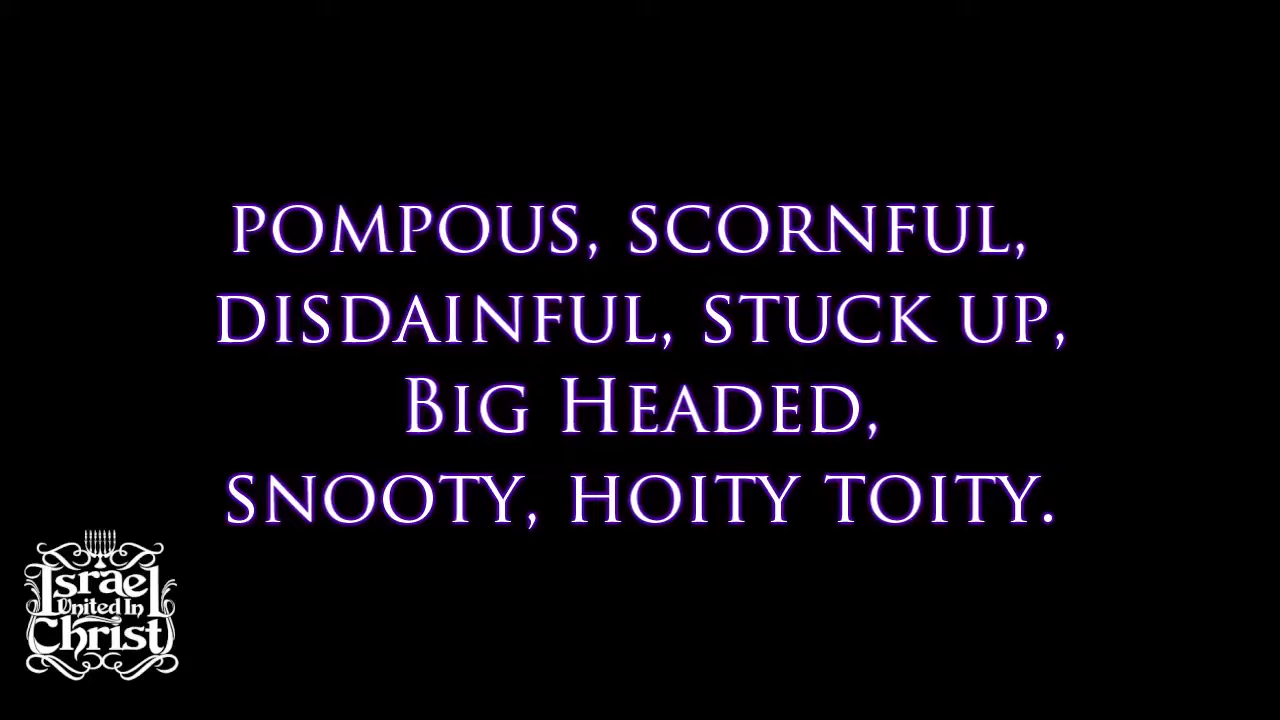 POMPOUS, SCORNFUL,
DISDAINFUL, STUCK UP,
BIG HEADED,
SNOOTY, HOITY TOITY.
Israel
United In
Christ